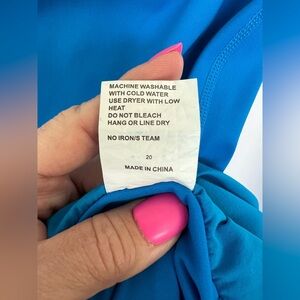 MACHINE WASHABLE
WITH COLD WATER
USE DRYER WITH LOW
HEAT
DO NOT BLEACH
HANG OR LINE DRY
NO IRON/S TEAM
20
MADE IN CHINA